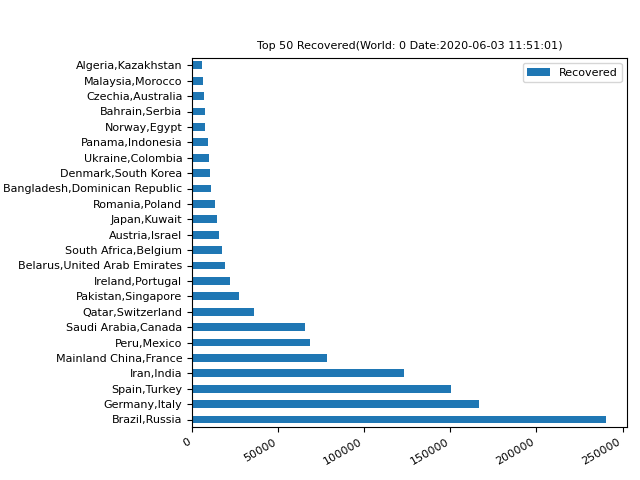 Top 50 Recovered(World: 0 Date:2020-06-03 11:51:01)
Recovered
Algeria,Kazakhstan
Malaysia,Morocco
Czechia,Australia
Bahrain,Serbia
Norway,Egypt
Panama,Indonesia
Ukraine,Colombia
Denmark,South Korea
Bangladesh,Dominican Republic
Romania,Poland
Japan,Kuwait
Austria,Israel
South Africa,Belgium
Belarus,United Arab Emirates
Ireland,Portugal
Pakistan,Singapore
Qatar,Switzerland
Saudi Arabia,Canada
Peru,Mexico
Mainland China,France
Iran,India
Spain,Turkey
Germany,Italy
Brazil,Russia
0
50000
100000
150000
200000
250000